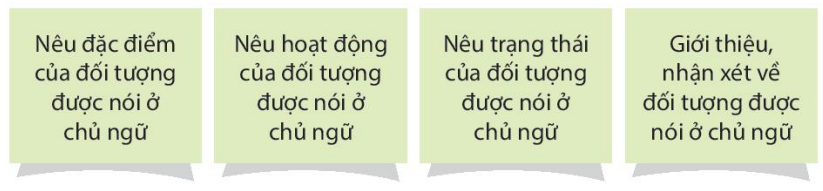 Nêu đặc điểm
của đối tượng
được nói ở
chủ ngữ
Nêu hoạt động
của đối tượng
được nói ở
chủ ngữ
Nêu trạng thái
của đối tượng
được nói ở
chủ ngữ
Giới thiệu,
nhận xét về
đối tượng được
nói ở chủ ngữ